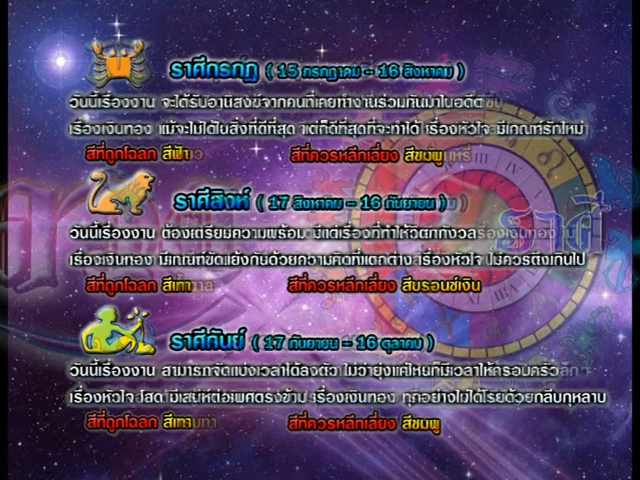 ราศีกรกฎ ( 15 กรกฎาคม - 16 สิงหาคม )
วันนี้เรื่องงาน จะได้รับอานิสงฆ์จากคนที่เคยทำงานร่วมกันมาในอดีต
เรื่องเงินทอง แม้จะไม่ได้ในสิ่งที่ดีที่สุด แต่ก็ดีที่สุดที่จะทำได้ เรื่องหัวใจ มีเกณฑ์รักใหม่
สีที่ถูกโฉลก สีฟ้า สีที่ควรหลีกเลี่ยง สีชมพู
ราศีสิงห์ ( 17 สิงหาคม - 16 กันยายน )
วันนี้เรื่องงาน ต้องเตรียมความพร้อม มีแต่เรื่องที่ทำให้วิตกกังวล
เรื่องเงินทอง มีเกณฑ์ขัดแย้งกันด้วยความคิดที่แตกต่าง เรื่องหัวใจ ไม่ควรตึงเกินไป
สีที่ถูกโฉลก สีเทา สีที่ควรหลีกเลี่ยง สีบรอนซ์เงิน
ราศี
ราศีกันย์ ( 17 กันยายน - 16 ตุลาคม )
วันนี้เรื่องงาน สามารถจัดแบ่งเวลาได้ลงตัว ไม่ว่ายุ่งแค่ไหนก็มีเวลาให้ครอบครัว
เรื่องหัวใจ โสด มีเสน่ห์ต่อเพศตรงข้าม เรื่องเงินทอง ทุกอย่างไม่ได้โรยด้วยกลีบกุหลาบ
สีที่ถูกโฉลก สีเทา สีที่ควรหลีกเลี่ยง สีชมพู